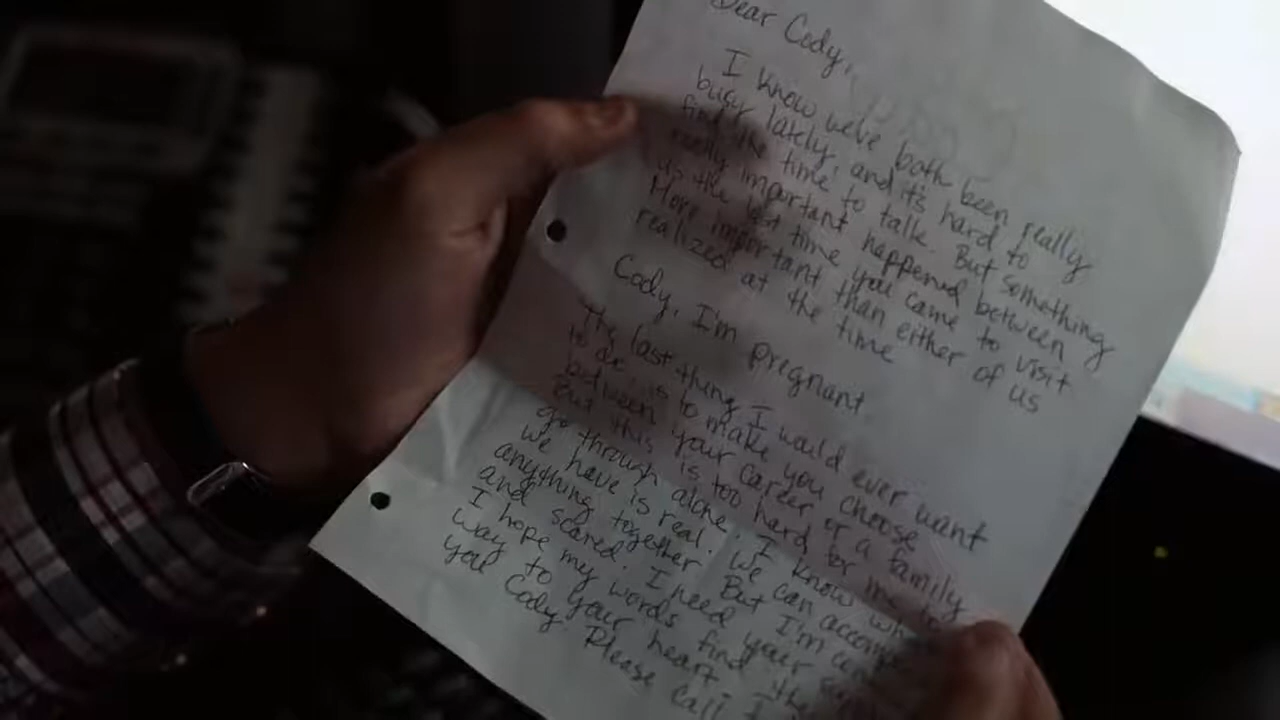 Dear Cody,
I know we've both been really
busy lately, and it's hard to
find the time to talk. But something
really important happened between
us the last time you came to visit.
More important than either of us
realized at the time
Cody, I'm pregnant.
The last thing I would ever want
to do is to make you choose
between your career or a family
But this is too hard for me to
go through alone. I know what
we have is real. We can accomp
anything together. But I'm
and scared. I need your
I hope my words find the
way to your heart. I
you Cody. Please call